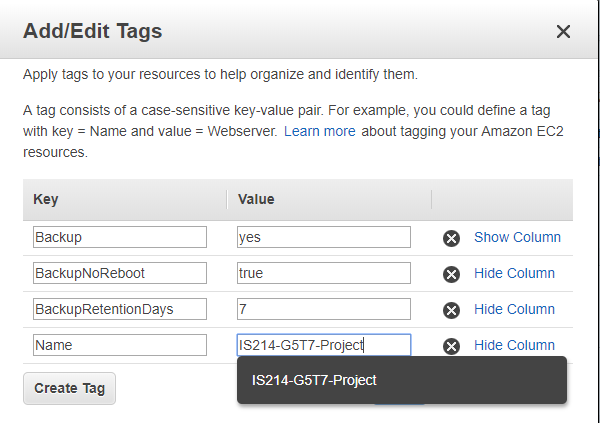 Add/Edit Tags
Apply tags to your resources to help organize and identify them.
A tag consists of a case-sensitive key-value pair. For example, you could define a tag
with key = Name and value = Webserver. Learn more about tagging your Amazon EC2
resources.
Key Value
Backup yes Show Column
BackupNoReboot true Hide Column
BackupRetentionDays 7 Hide Column
Name IS214-G5T7-Project Hide Column
Create Tag
IS214-G5T7-Project